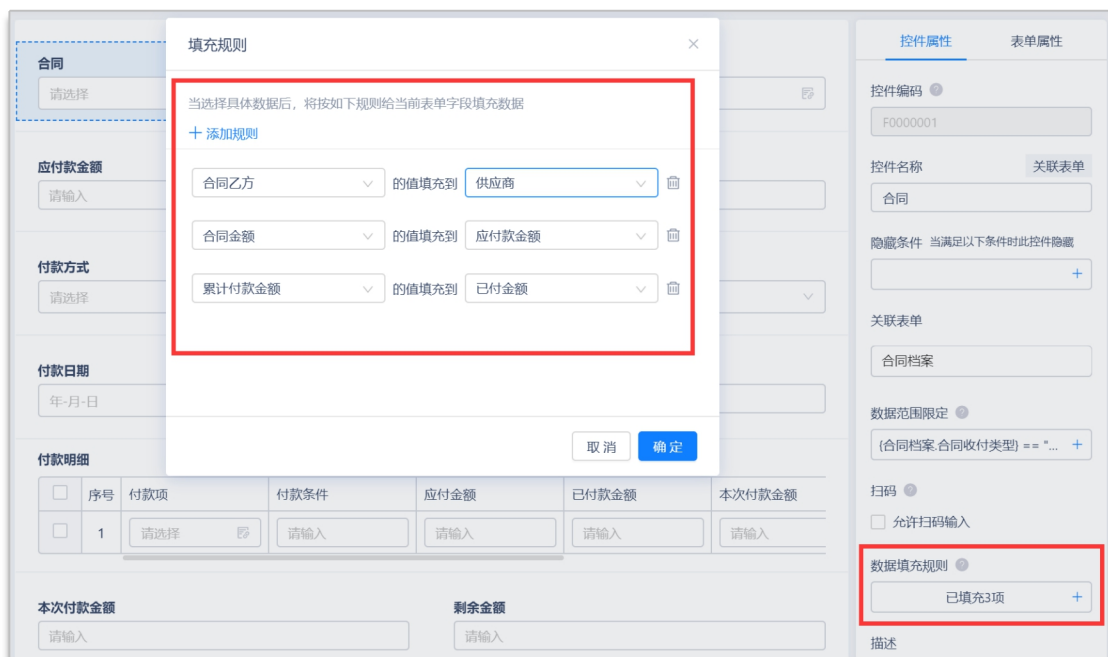 填充规则
当选择具体数据后，将按如下规则给当前表单字段填充数据
添加规则
合同乙方 的值填充到 供应商
合同金额 的值填充到 应付款金额
累计付款金额 的值填充到 已付金额
取消 确定
合同
请选择
应付款金额
请输入
付款方式
请选择
付款日期
年-月-日
付款明细
序号 付款项 付款条件 应付金额 已付款金额 本次付款金额
1 请选择 请输入 请输入 请输入 请输入
本次付款金额 剩余金额
请输入 请输入
控件属性 表单属性
控件编码
F0000001
控件名称 关联表单
合同
隐藏条件 当满足以下条件时此控件隐藏
关联表单
合同档案
数据范围限定
{合同档案.合同收付类型} == "...
扫码
允许扫码输入
数据填充规则
已填充3项
描述